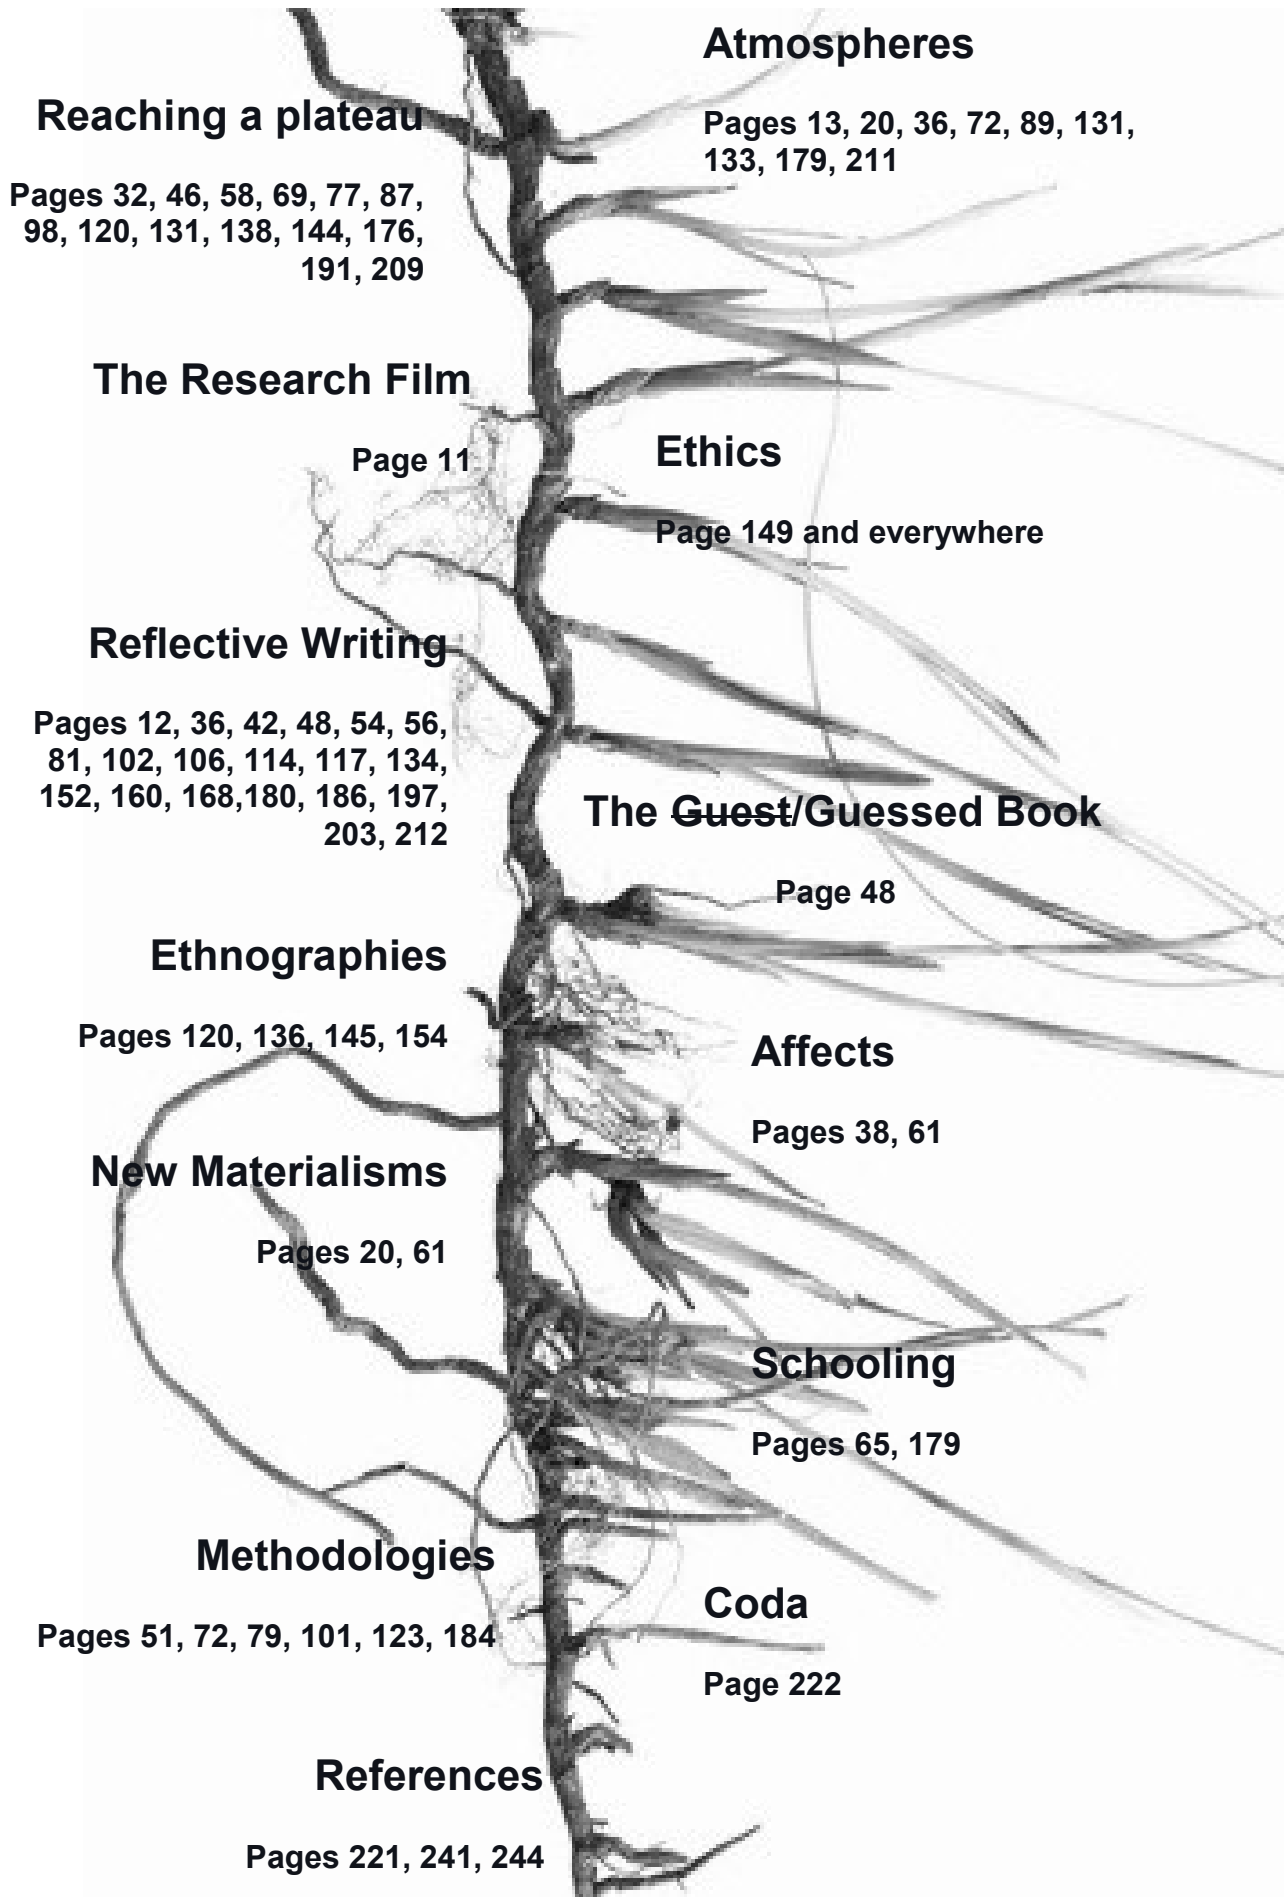 Atmospheres
Pages 13, 20, 36, 72, 89, 131,
133, 179, 211
Reaching a plateau
Pages 32, 46, 58, 69, 77, 87,
98, 120, 131, 138, 144, 176,
191, 209
The Research Film
Page 11
Ethics
Page 149 and everywhere
Reflective Writing
Pages 12, 36, 42, 48, 54, 56,
81, 102, 106, 114, 117, 134,
152, 160, 168,180, 186, 197,
203, 212
The Guest/Guessed Book
Page 48
Ethnographies
Pages 120, 136, 145, 154
Affects
Pages 38, 61
New Materialisms
Pages 20, 61
Schooling
Pages 65, 179
Methodologies
Pages 51, 72, 79, 101, 123, 184
Coda
Page 222
References
Pages 221, 241, 244